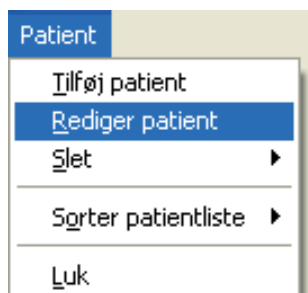 Patient
Tilføj patient
Rediger patient
Slet
Sorter patientliste
Luk